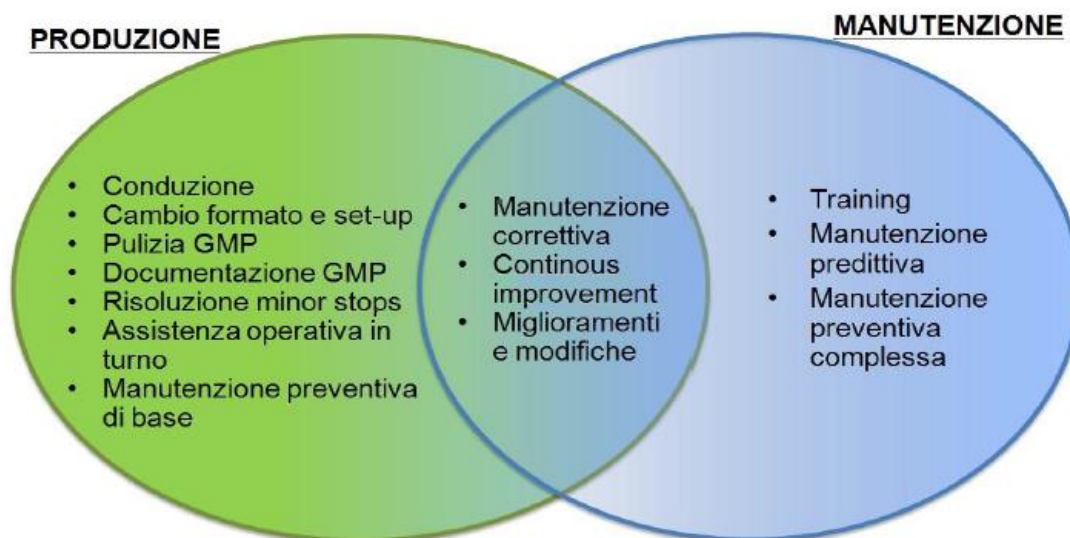 PRODUZIONE
MANUTENZIONE
• Conduzione
• Cambio formato e set-up
• Pulizia GMP
• Documentazione GMP
• Risoluzione minor stops
• Assistenza operativa in
turno
• Manutenzione preventiva
di base
• Manutenzione
correttiva
• Continous
improvement
• Miglioramenti
e modifiche
• Training
• Manutenzione
predittiva
• Manutenzione
preventiva
complessa